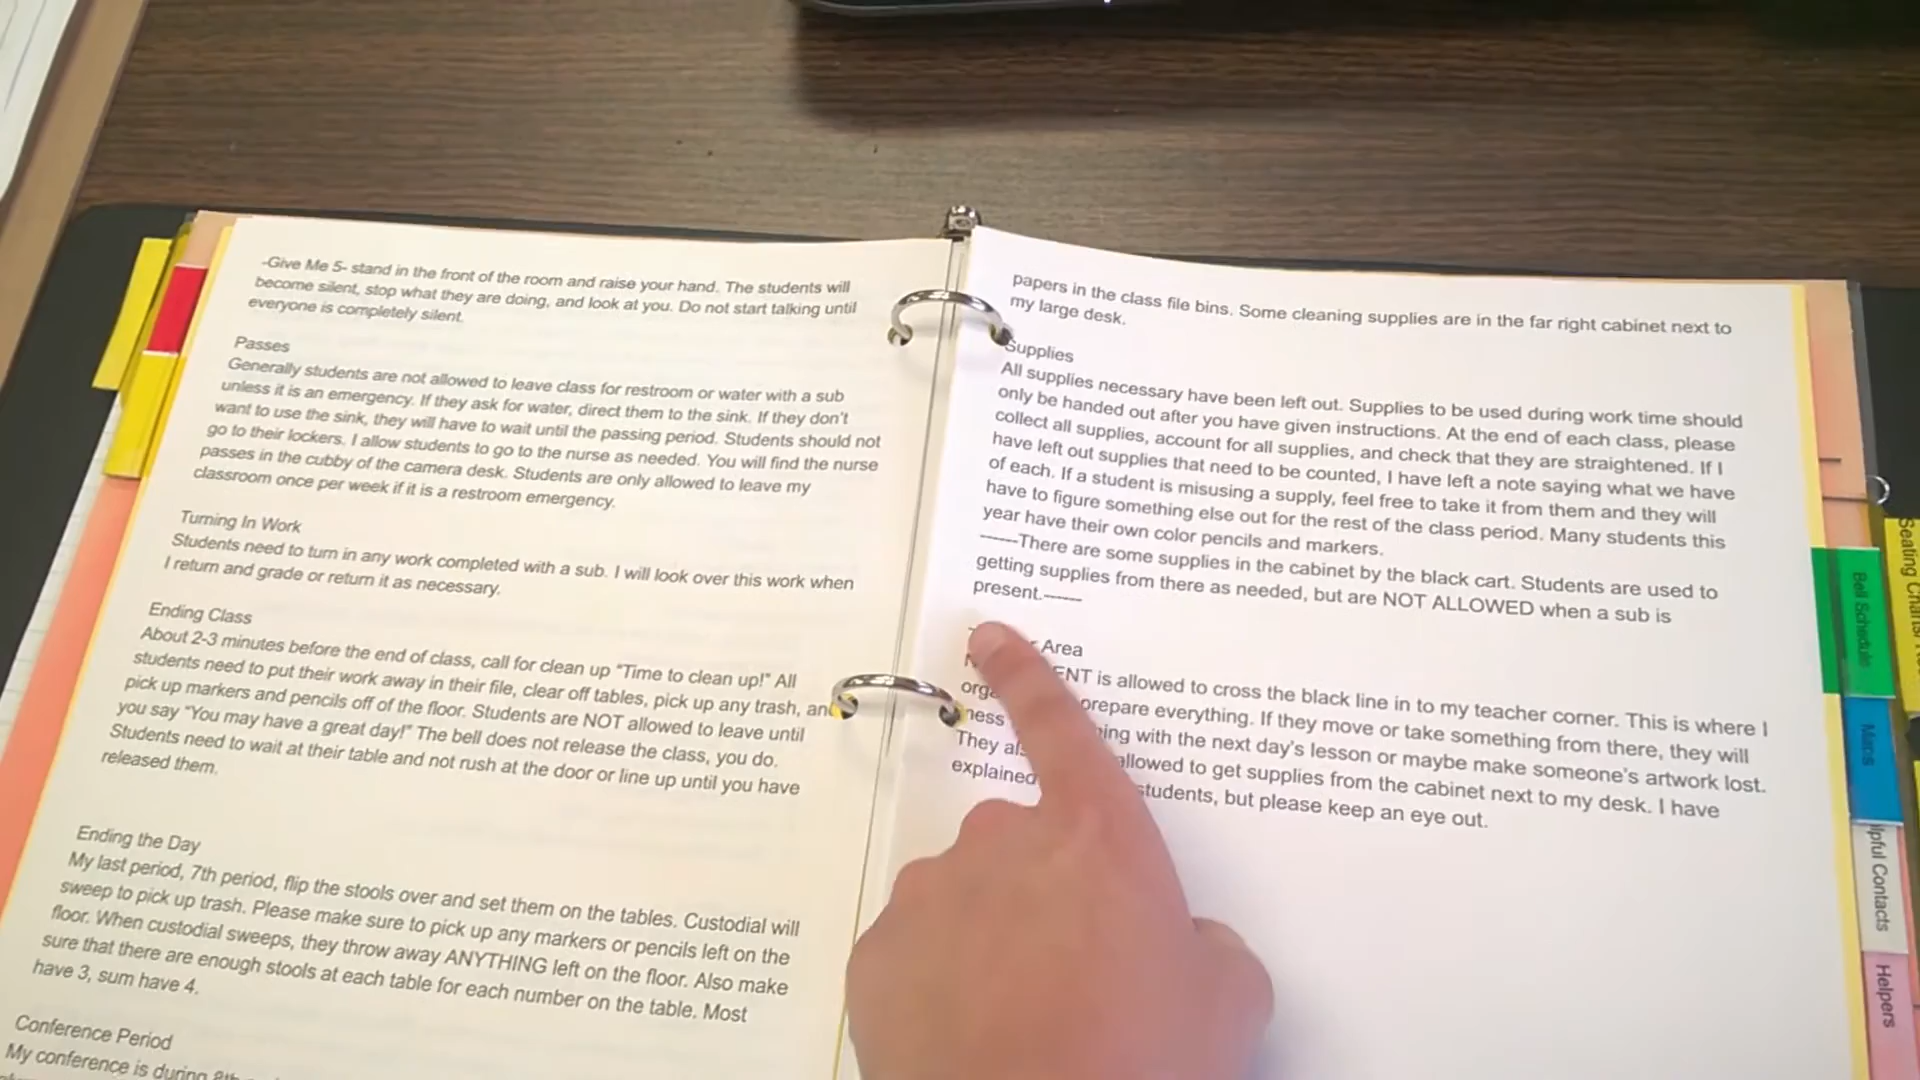 -Give Me 5- stand in the front of the room and raise your hand. The students will
become silent, stop what they are doing, and look at you. Do not start talking until
everyone is completely silent.
Passes
Generally students are not allowed to leave class for restroom or water with a sub
unless it is an emergency. If they ask for water, direct them to the sink. If they don't
want to use the sink, they will have to wait until the passing period. Students should not
go to their lockers. I allow students to go to the nurse as needed. You will find the nurse
passes in the cubby of the camera desk. Students are only allowed to leave my
classroom once per week if it is a restroom emergency.
Turning In Work
Students need to turn in any work completed with a sub. I will look over this work when
I return and grade or return it as necessary.
Ending Class
About 2-3 minutes before the end of class, call for clean up "Time to clean up!" All
students need to put their work away in their file, clear off tables, pick up any trash, and
pick up markers and pencils off of the floor. Students are NOT allowed to leave until
you say "You may have a great day!" The bell does not release the class, you do.
Students need to wait at their table and not rush at the door or line up until you have
released them.
Ending the Day
My last period, 7th period, flip the stools over and set them on the tables. Custodial will
sweep to pick up trash. Please make sure to pick up any markers or pencils left on the
floor. When custodial sweeps, they throw away ANYTHING left on the floor. Also make
sure that there are enough stools at each table for each number on the table. Most
have 3, sum have 4.
Conference Period
My conference is during 8th
papers in the class file bins. Some cleaning supplies are in the far right cabinet next to
my large desk.
Supplies
All supplies necessary have been left out. Supplies to be used during work time should
only be handed out after you have given instructions. At the end of each class, please
collect all supplies, account for all supplies, and check that they are straightened. If I
have left out supplies that need to be counted, I have left a note saying what we have
of each. If a student is misusing a supply, feel free to take it from them and they will
have to figure something else out for the rest of the class period. Many students this
year have their own color pencils and markers.
------There are some supplies in the cabinet by the black cart. Students are used to
getting supplies from there as needed, but are NOT ALLOWED when a sub is
present.------
Area
is allowed to cross the black line in to my teacher corner. This is where I
prepare everything. If they move or take something from there, they will
with the next day's lesson or maybe make someone's artwork lost.
They allowed to get supplies from the cabinet next to my desk. I have
explained students, but please keep an eye out.
Seating Charts
Bell Schedule
Maps
Contacts
Helpers